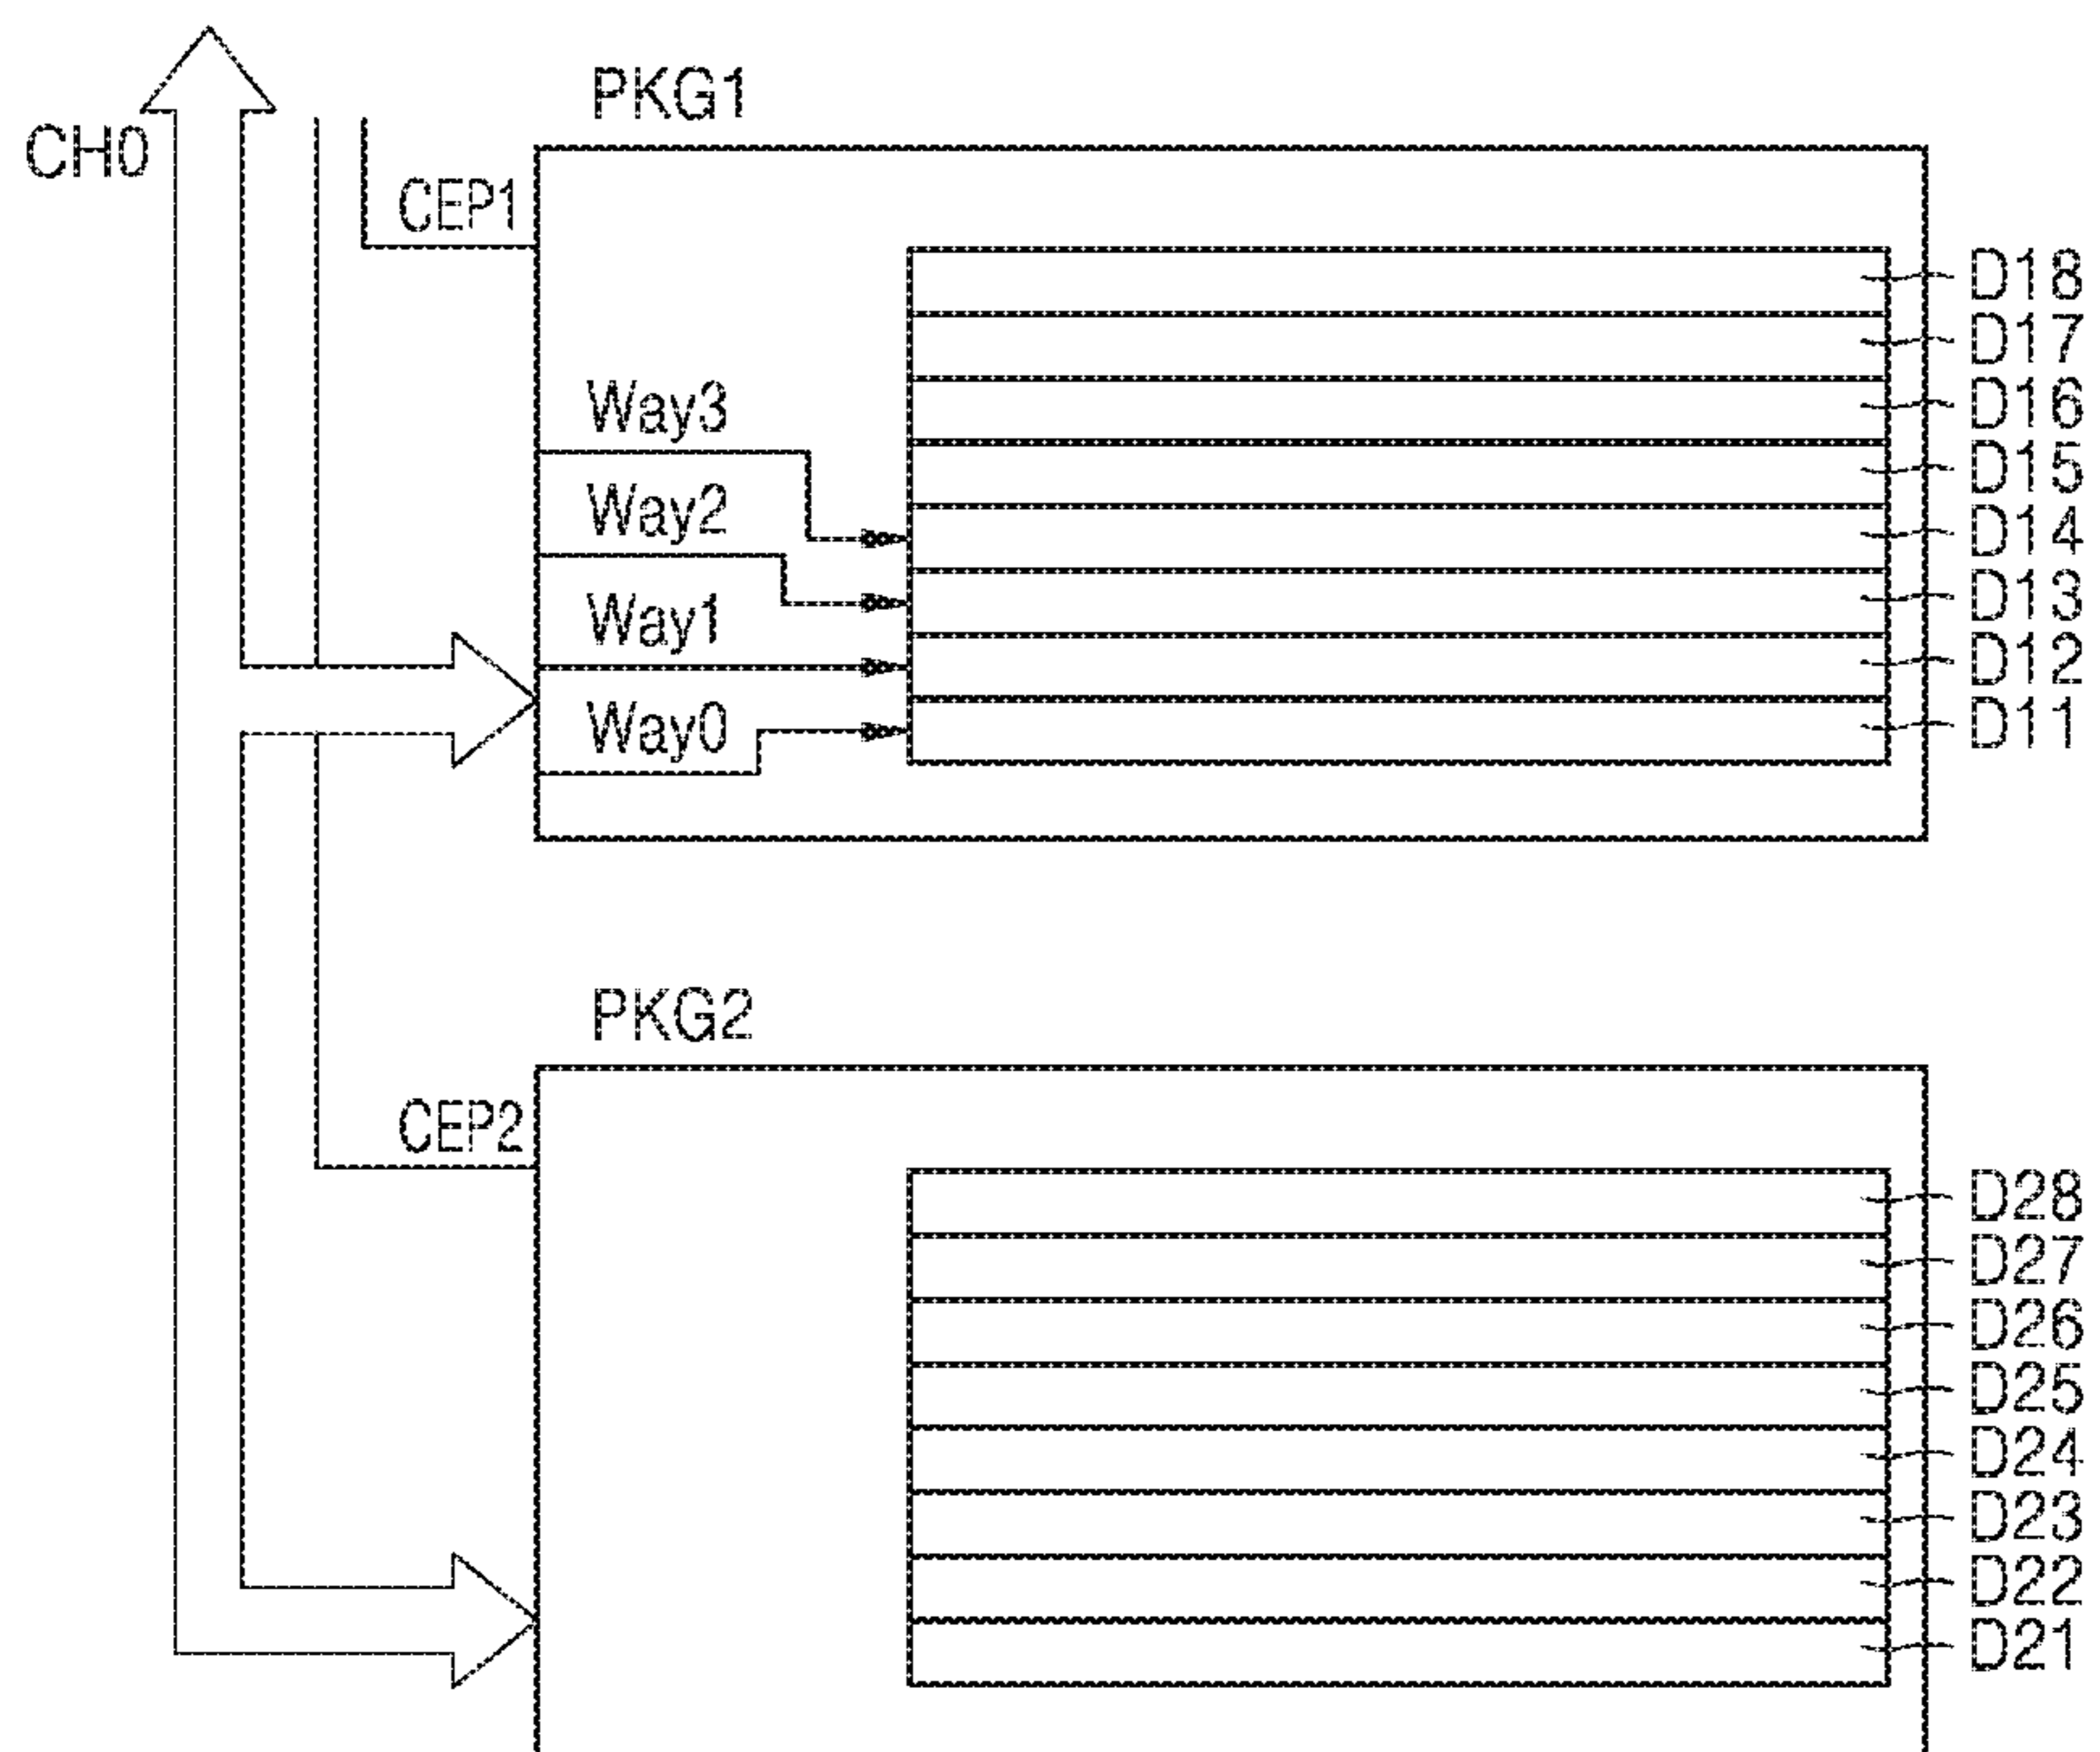 PKG1
CH0
CEP1
D18
D17
Way3
D16
D15
Way2
D14
Way1
D13
D12
Way0
D11
PKG2
CEP2
D28
D27
D26
D25
D24
D23
D22
D21